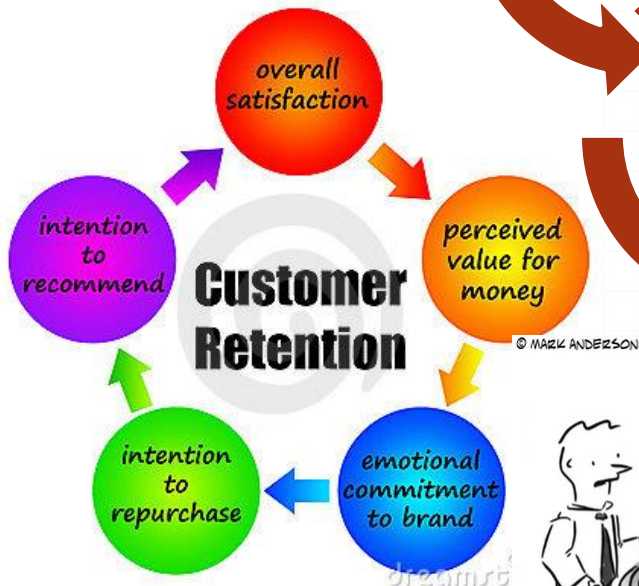 overall
satisfaction
perceived
value for
money
emotional
commitment
to brand
intention
to
repurchase
intention
to
recommend
Customer
Retention
© MARK ANDERSON